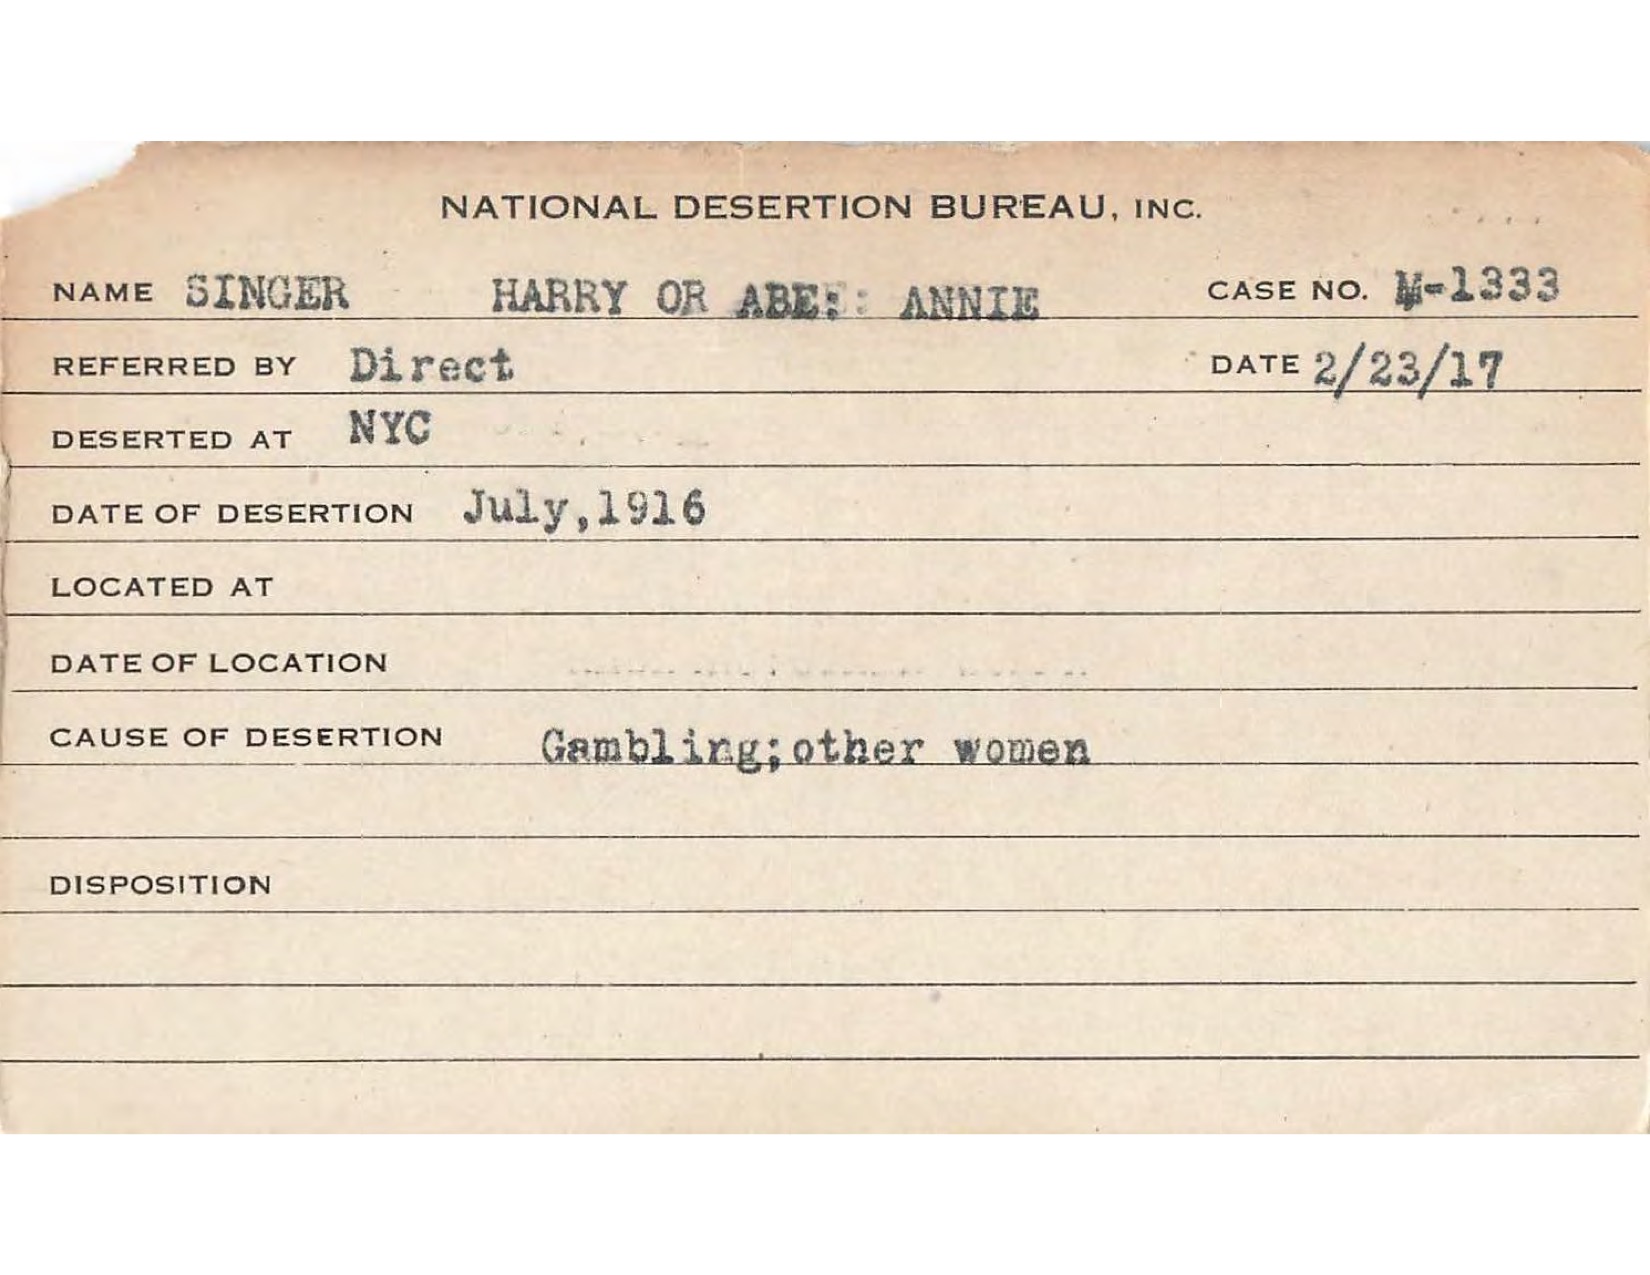 NATIONAL DESERTION BUREAU, INC.
NAME SINGER HARRY OR ABE: : ANNIE CASE NO. M-1333
REFERRED BY Direct DATE 2/23/17
DESERTED AT NYC
DATE OF DESERTION July,1916
LOCATED AT
DATE OF LOCATION
CAUSE OF DESERTION Gambling;other women
DISPOSITION